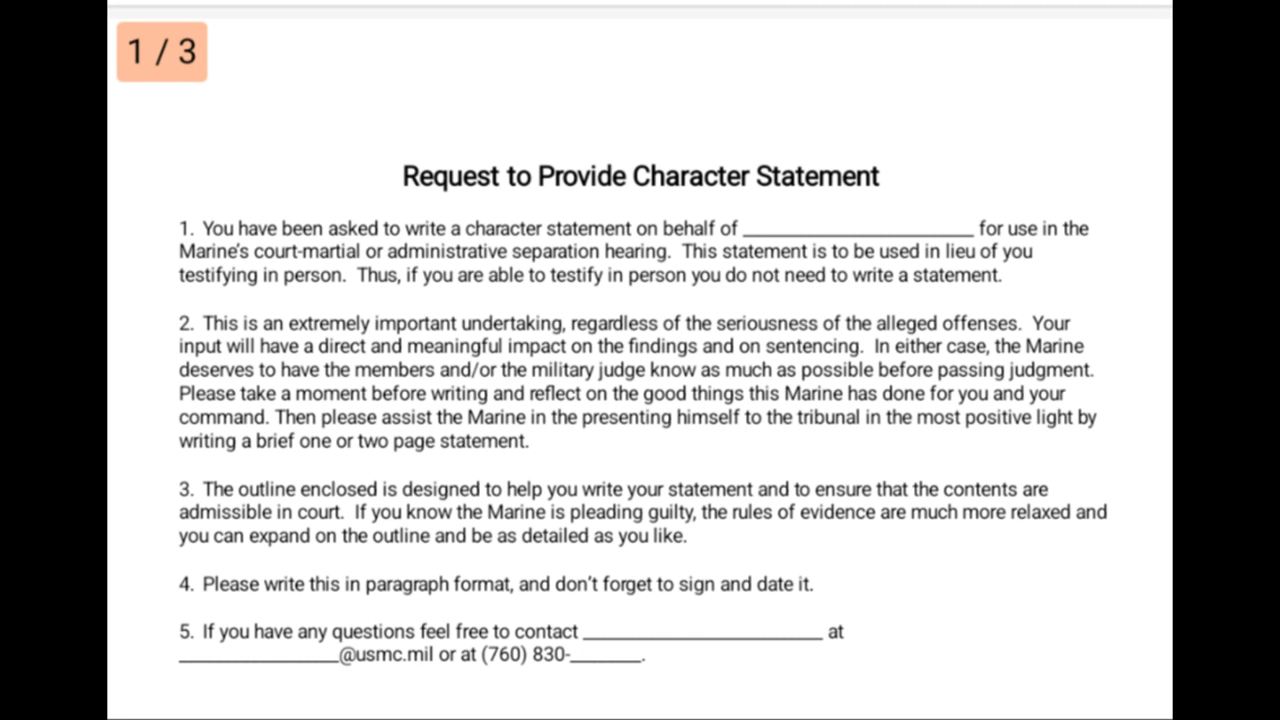 1 / 3
Request to Provide Character Statement
1. You have been asked to write a character statement on behalf of ______________________ for use in the
Marine's court-martial or administrative separation hearing. This statement is to be used in lieu of you
testifying in person. Thus, if you are able to testify in person you do not need to write a statement.
2. This is an extremely important undertaking, regardless of the seriousness of the alleged offenses. Your
input will have a direct and meaningful impact on the findings and on sentencing. In either case, the Marine
deserves to have the members and/or the military judge know as much as possible before passing judgment.
Please take a moment before writing and reflect on the good things this Marine has done for you and your
command. Then please assist the Marine in the presenting himself to the tribunal in the most positive light by
writing a brief one or two page statement.
3. The outline enclosed is designed to help you write your statement and to ensure that the contents are
admissible in court. If you know the Marine is pleading guilty, the rules of evidence are much more relaxed and
you can expand on the outline and be as detailed as you like.
4. Please write this in paragraph format, and don't forget to sign and date it.
5. If you have any questions feel free to contact _______________________ at
_______________@usmc.mil or at (760) 830-_______.